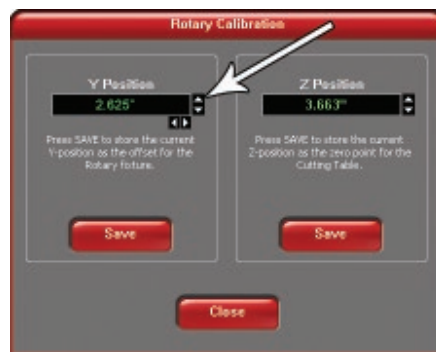 Rotary Calibration
Y Position
2.625"
Press SAVE to store the current
Y-position as the offset for the
Rotary fixture.
Save
Z Position
3.663"
Press SAVE to store the current
Z-position as the zero point for the
Cutting Table.
Save
Close